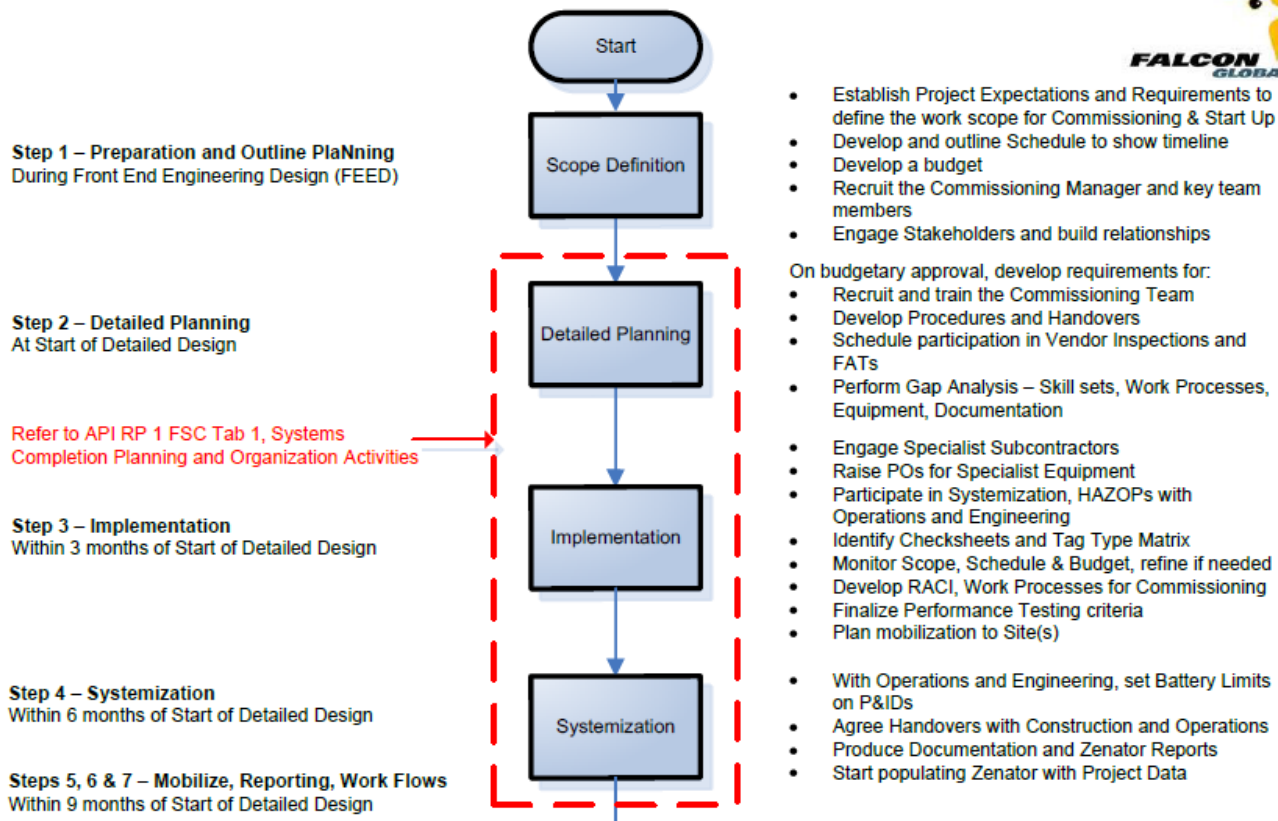 Start
FALCON
GLOBAL
Step 1 – Preparation and Outline PlaNning
During Front End Engineering Design (FEED)
Scope Definition
• Establish Project Expectations and Requirements to
define the work scope for Commissioning & Start Up
• Develop and outline Schedule to show timeline
• Develop a budget
• Recruit the Commissioning Manager and key team
members
• Engage Stakeholders and build relationships
Step 2 – Detailed Planning
At Start of Detailed Design
Detailed Planning
On budgetary approval, develop requirements for:
• Recruit and train the Commissioning Team
• Develop Procedures and Handovers
• Schedule participation in Vendor Inspections and
FATs
• Perform Gap Analysis – Skill sets, Work Processes,
Equipment, Documentation
Refer to API RP 1 FSC Tab 1, Systems
Completion Planning and Organization Activities
Step 3 – Implementation
Within 3 months of Start of Detailed Design
Implementation
• Engage Specialist Subcontractors
• Raise POs for Specialist Equipment
• Participate in Systemization, HAZOPs with
Operations and Engineering
• Identify Checksheets and Tag Type Matrix
• Monitor Scope, Schedule & Budget, refine if needed
• Develop RACI, Work Processes for Commissioning
• Finalize Performance Testing criteria
• Plan mobilization to Site(s)
Step 4 – Systemization
Within 6 months of Start of Detailed Design
Systemization
• With Operations and Engineering, set Battery Limits
on P&IDs
• Agree Handovers with Construction and Operations
• Produce Documentation and Zenator Reports
• Start populating Zenator with Project Data
Steps 5, 6 & 7 – Mobilize, Reporting, Work Flows
Within 9 months of Start of Detailed Design